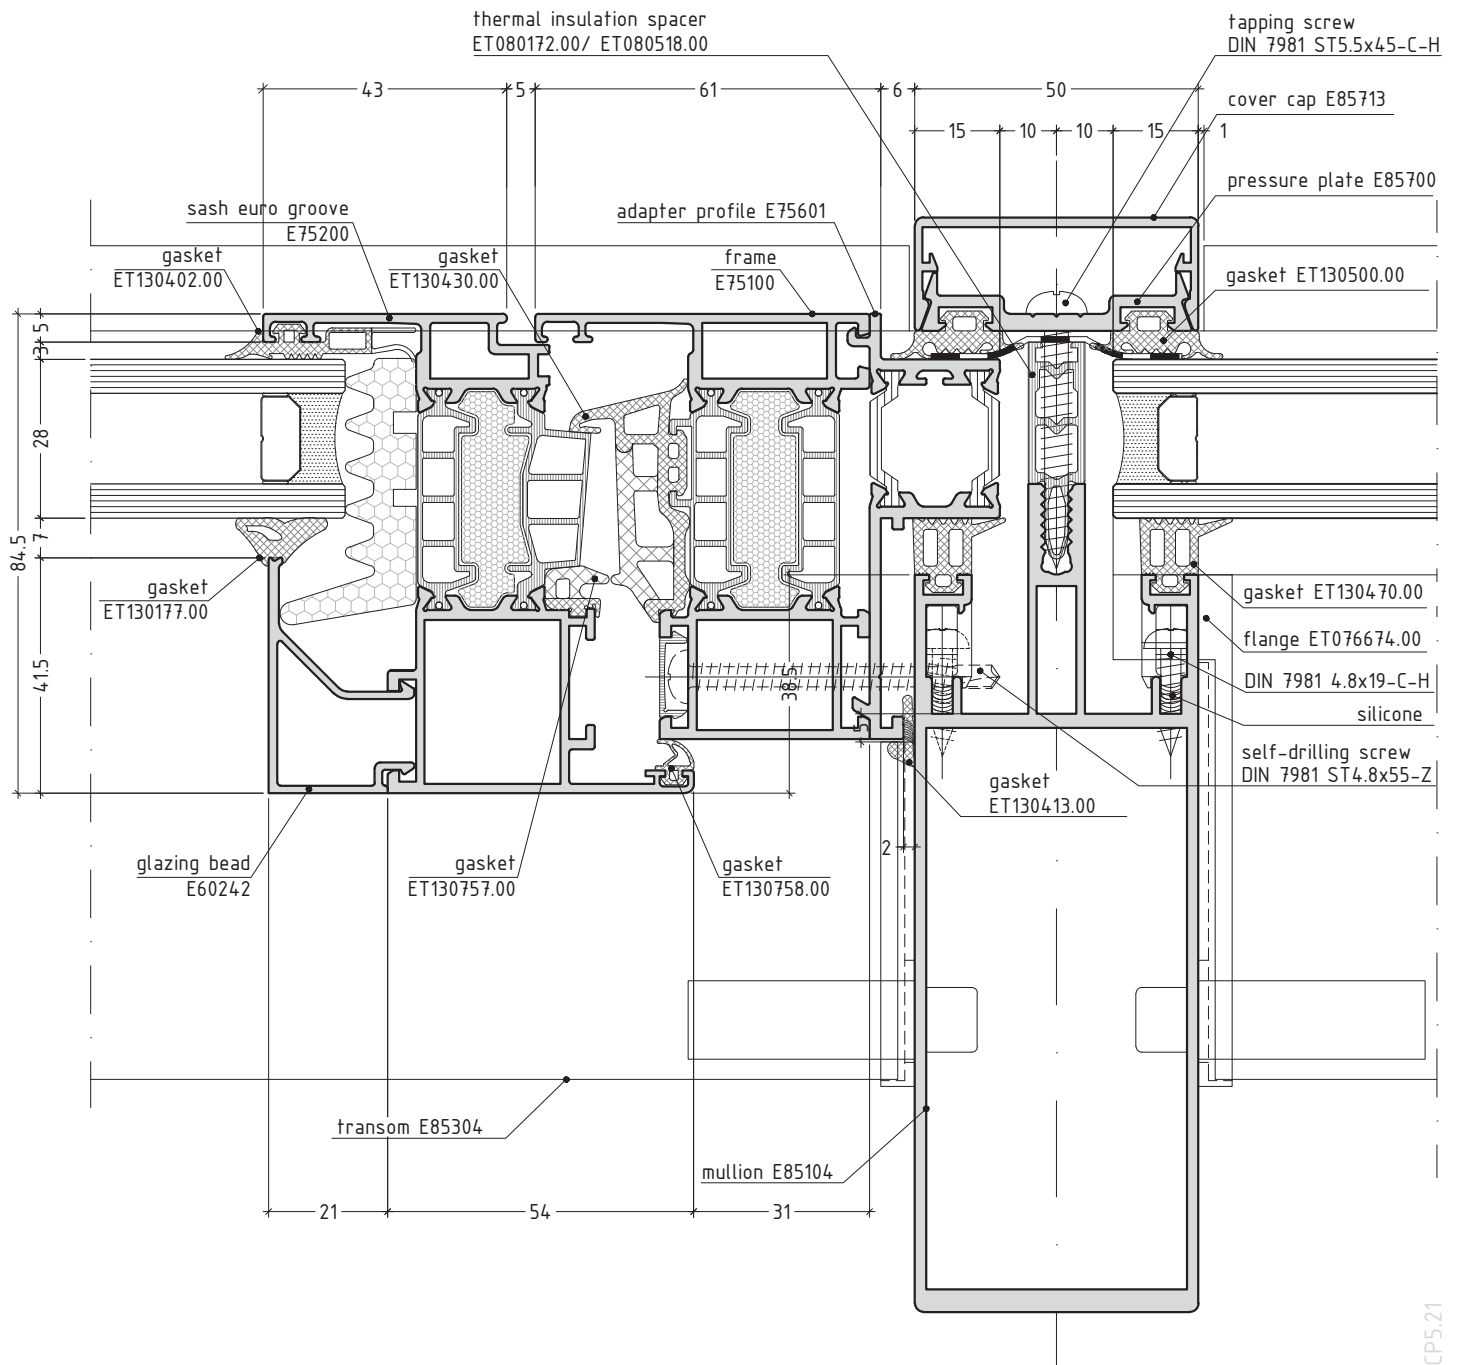 thermal insulation spacer
ET080172.00/ ET080518.00
tapping screw
DIN 7981 ST5.5x45-C-H
43
5
61
6
50
cover cap E85713
15
10
10
15
1
pressure plate E85700
sash euro groove
E75200
adapter profile E75601
gasket
ET130402.00
gasket
ET130430.00
frame
E75100
gasket ET130500.00
5
3
28
7
84.5
41.5
gasket
ET130177.00
gasket ET130470.00
flange ET076674.00
38.5
DIN 7981 4.8x19-C-H
silicone
5
self-drilling screw
DIN 7981 ST4.8x55-Z
gasket
ET130413.00
2
glazing bead
E60242
gasket
ET130757.00
gasket
ET130758.00
transom E85304
mullion E85104
21
54
31
CP5.21